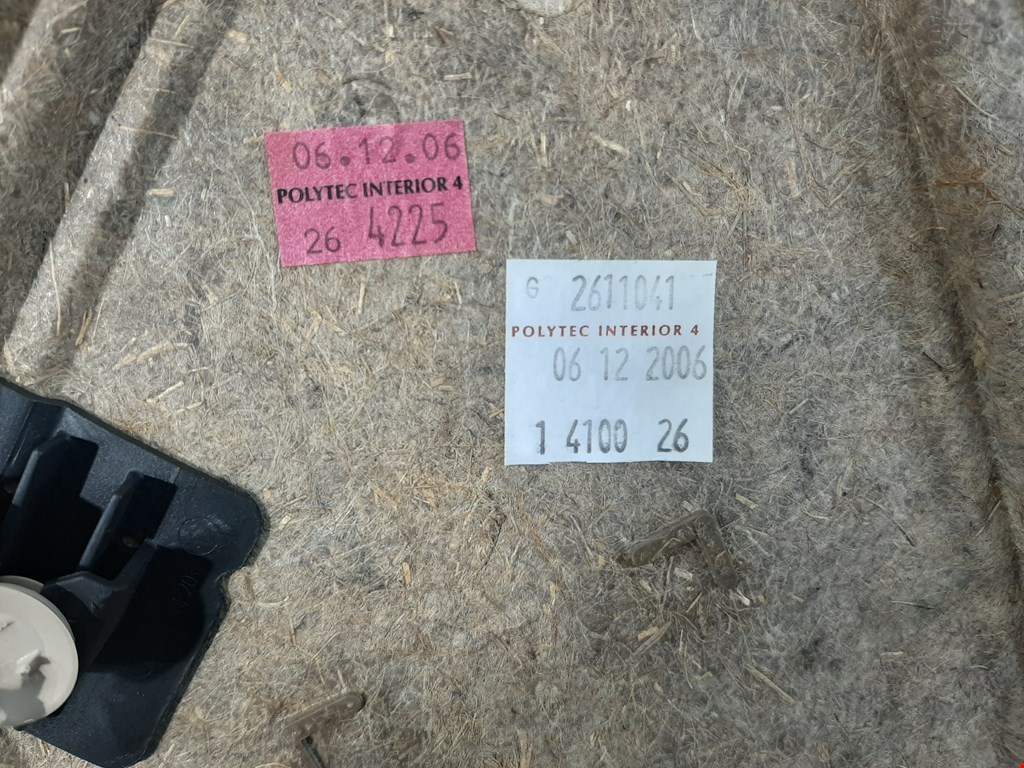 06.12.06
POLYTEC INTERIOR 4
26 4225
G 2611041
POLYTEC INTERIOR 4
06 12 2006
1 4100 26